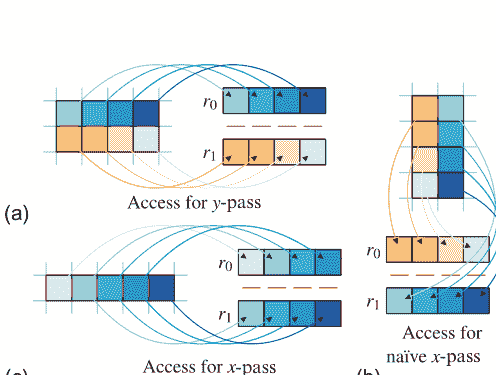 r0
r1
(a)
Access for y-pass
r0
r1
Access for x-pass
r0
r1
Access for
naïve x-pass